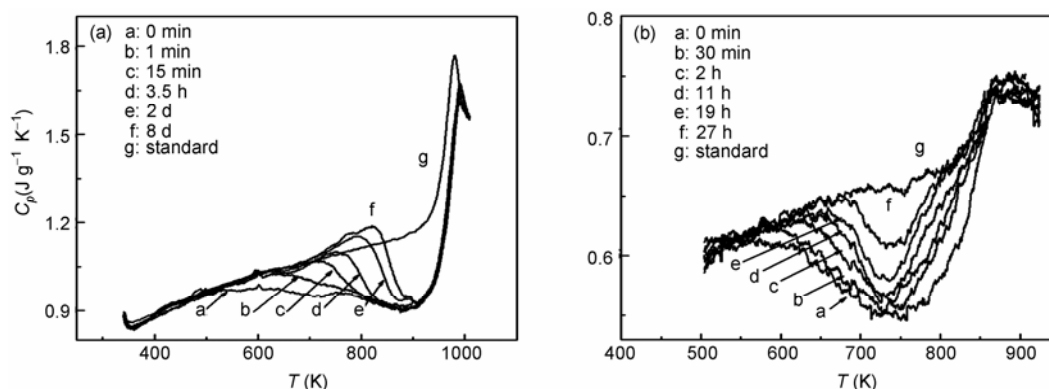 (a)
a: 0 min
b: 1 min
c: 15 min
d: 3.5 h
e: 2 d
f: 8 d
g: standard
1.8
1.5
1.2
0.9
Cp(J g⁻¹ K⁻¹)
g
f
a
b
c
d
e
400
600
800
1000
T (K)
(b)
a: 0 min
b: 30 min
c: 2 h
d: 11 h
e: 19 h
f: 27 h
g: standard
0.8
0.7
0.6
g
f
e
d
c
b
a
400
500
600
700
800
900
T (K)